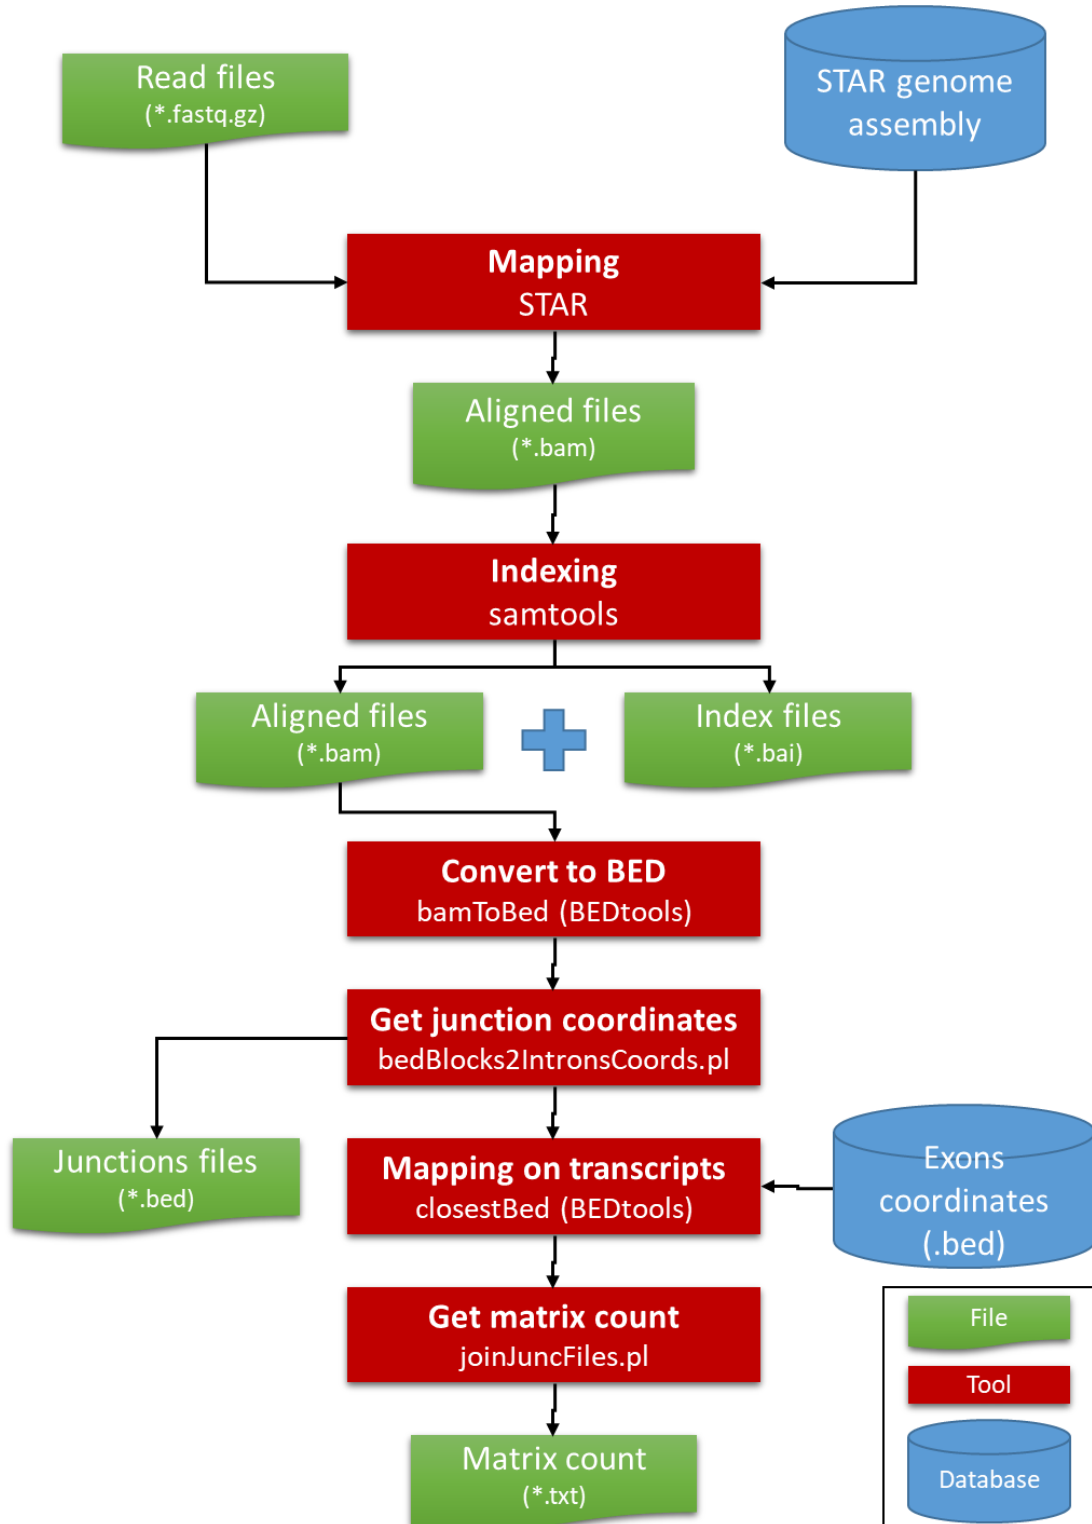 Read files
(*.fastq.gz)
STAR genome
assembly
Mapping
STAR
Aligned files
(*.bam)
Indexing
samtools
Aligned files
(*.bam)
Index files
(*.bai)
Convert to BED
bamToBed (BEDtools)
Get junction coordinates
bedBlocks2IntronsCoords.pl
Junctions files
(*.bed)
Mapping on transcripts
closestBed (BEDtools)
Exons
coordinates
(.bed)
Get matrix count
joinJuncFiles.pl
Matrix count
(*.txt)
File
Tool
Database